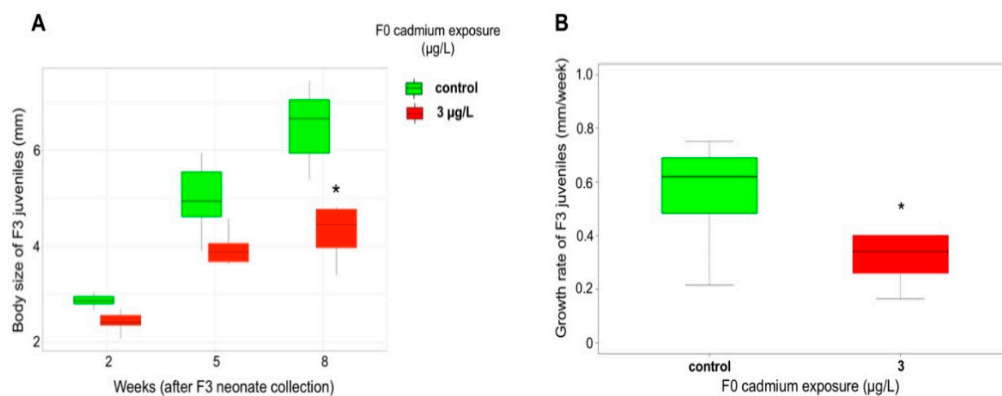 A
F0 cadmium exposure
(µg/L)
control
3 µg/L
Body size of F3 juveniles (mm)
6
4
2
*
2 5 8
Weeks (after F3 neonate collection)
B
Growth rate of F3 juveniles (mm/week)
1.0
0.8
0.6
0.4
0.2
0
*
control 3
F0 cadmium exposure (µg/L)